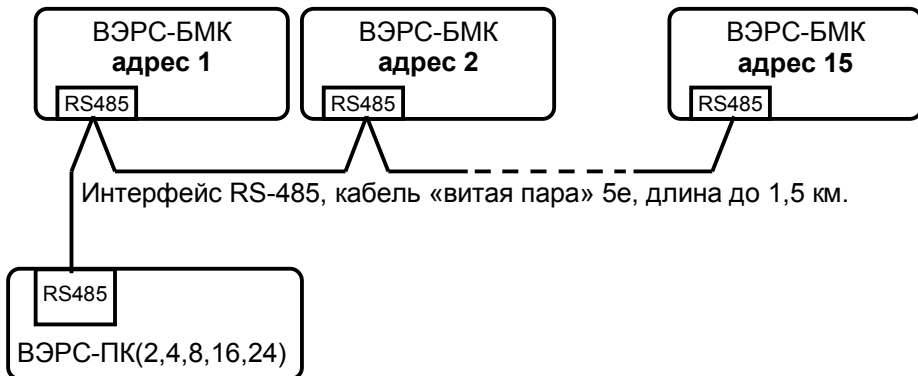 ВЭРС-БМК
адрес 1
RS485
ВЭРС-БМК
адрес 2
RS485
ВЭРС-БМК
адрес 15
RS485
Интерфейс RS-485, кабель «витая пара» 5е, длина до 1,5 км.
RS485
ВЭРС-ПК(2,4,8,16,24)